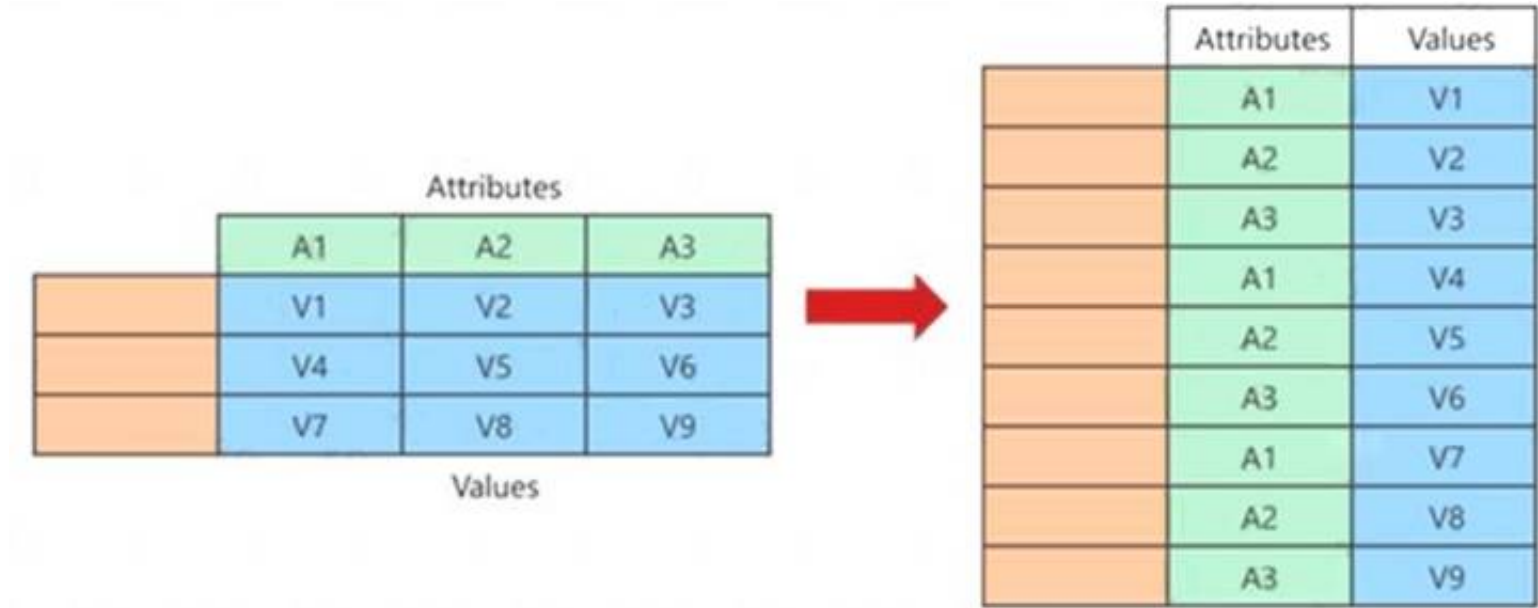 Attributes
A1 A2 A3
V1 V2 V3
V4 V5 V6
V7 V8 V9
Values
Attributes Values
A1 V1
A2 V2
A3 V3
A1 V4
A2 V5
A3 V6
A1 V7
A2 V8
A3 V9